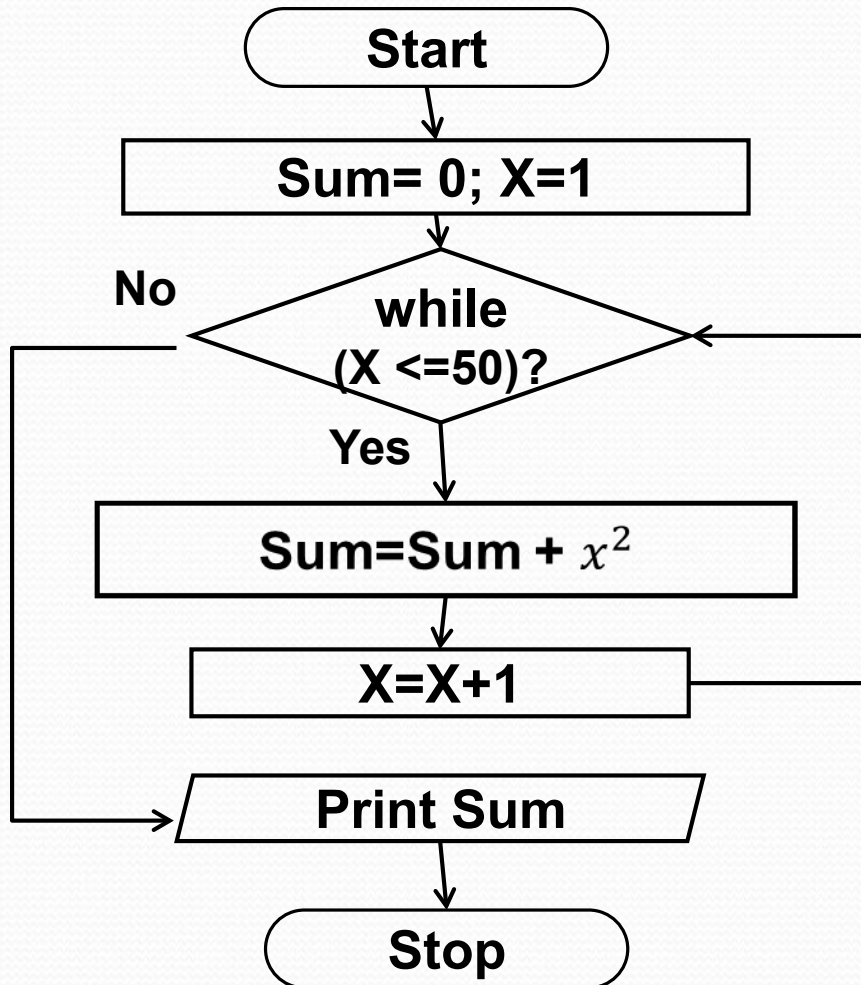 Start
Sum= 0; X=1
No
while
(X <=50)?
Yes
Sum=Sum + x²
X=X+1
Print Sum
Stop